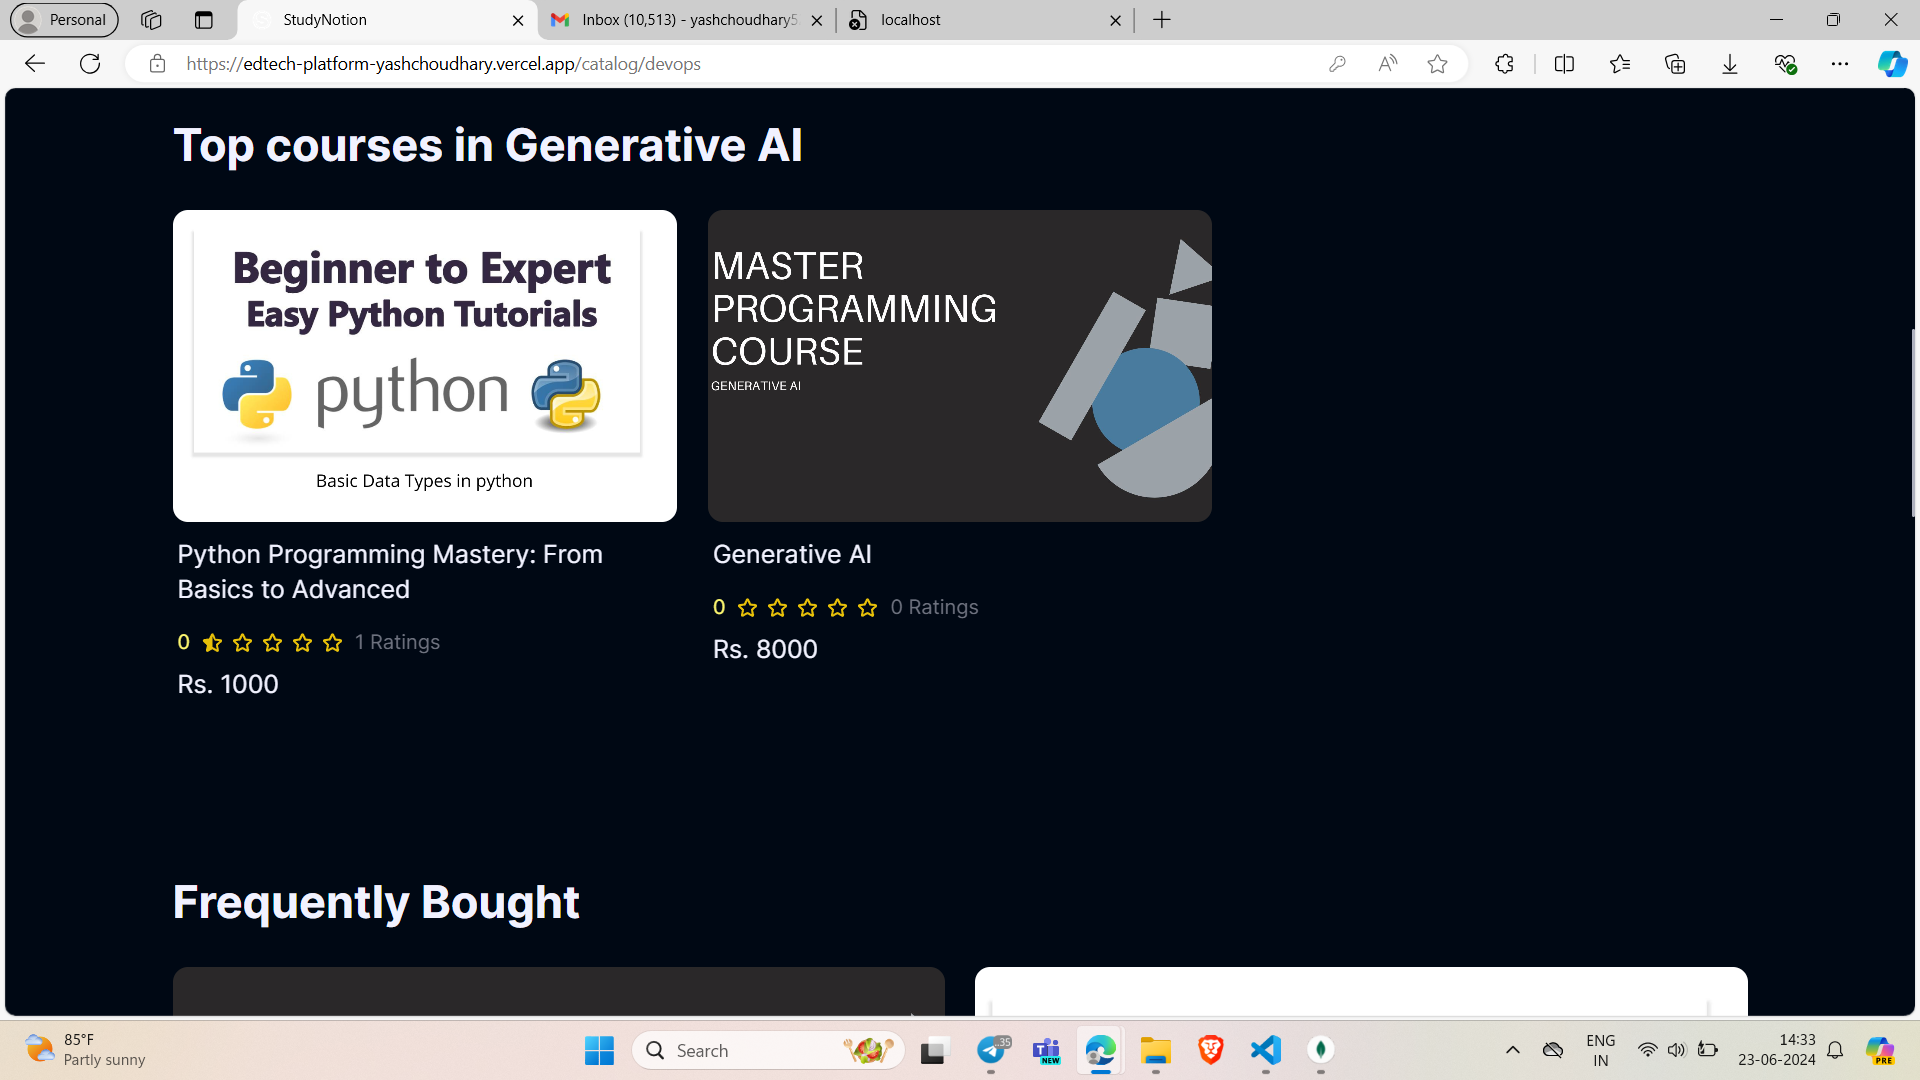 Personal
StudyNotion
Inbox (10,513) - yashchoudhary5
localhost
https://edtech-platform-yashchoudhary.vercel.app/catalog/devops
Top courses in Generative AI
Beginner to Expert
Easy Python Tutorials
python
Basic Data Types in python
MASTER
PROGRAMMING
COURSE
GENERATIVE AI
Python Programming Mastery: From
Basics to Advanced
0 1 Ratings
Rs. 1000
Generative AI
0 0 Ratings
Rs. 8000
Frequently Bought
85°F
Partly sunny
Search
..35
NEW
ENG
IN
14:33
23-06-2024
PRE